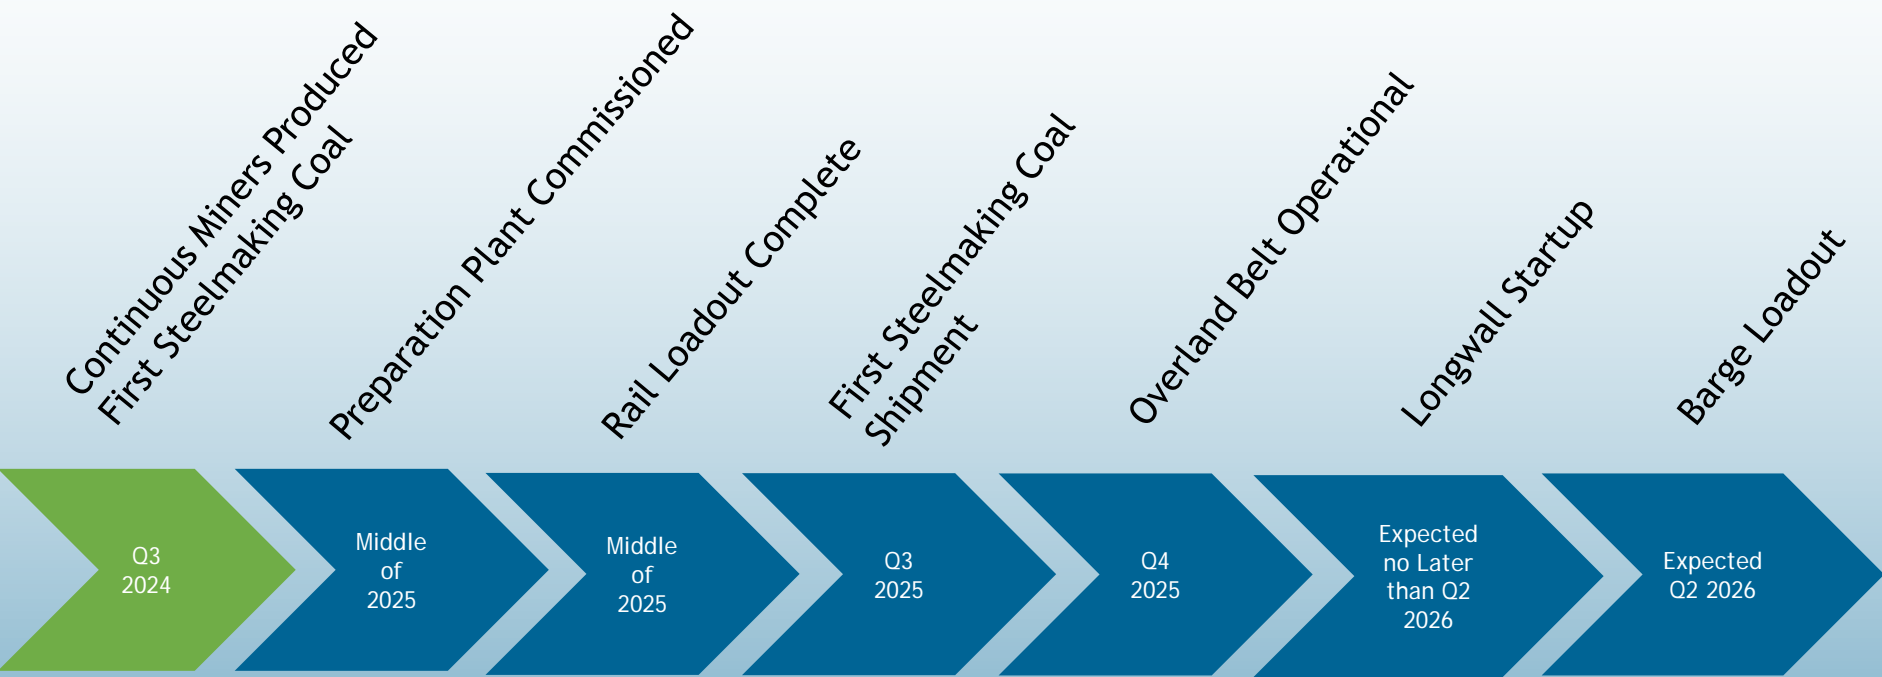 Continuous Miners Produced
First Steelmaking Coal
Preparation Plant Commissioned
Rail Loadout Complete
First Steelmaking Coal
Shipment
Overland Belt Operational
Longwall Startup
Barge Loadout
Q3
2024
Middle
of
2025
Middle
of
2025
Q3
2025
Q4
2025
Expected
no Later
than Q2
2026
Expected
Q2 2026